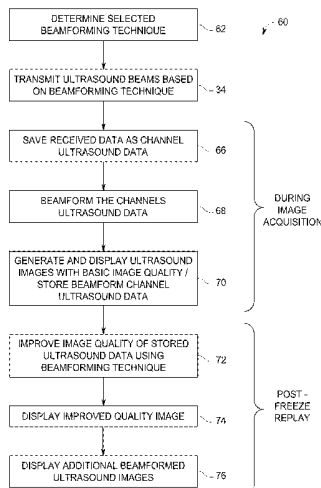 DETERMINE SELECTED
BEAMFORMING TECHNIQUE
62
60
TRANSMIT ULTRASOUND BEAMS BASED
ON BEAMFORMING TECHNIQUE
34
SAVE RECEIVED DATA AS CHANNEL
ULTRASOUND DATA
66
BEAMFORM THE CHANNELS
ULTRASOUND DATA
68
GENERATE AND DISPLAY ULTRASOUND
IMAGES WITH BASIC IMAGE QUALITY /
STORE BEAMFORM CHANNEL
ULTRASOUND DATA
70
DURING
IMAGE
ACQUISITION
IMPROVE IMAGE QUALITY OF STORED
ULTRASOUND DATA USING
BEAMFORMING TECHNIQUE
72
DISPLAY IMPROVED QUALITY IMAGE
74
DISPLAY ADDITIONAL BEAMFORMED
ULTRASOUND IMAGES
76
POST -
FREEZE
REPLAY